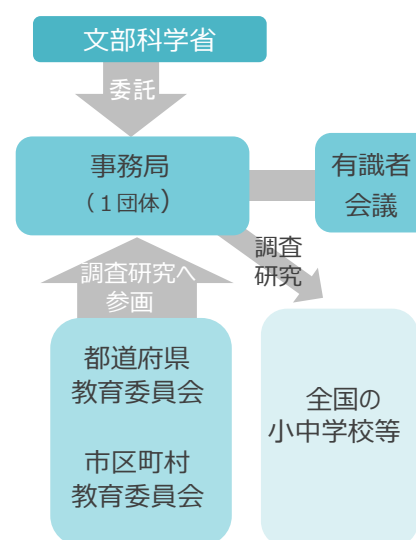 文部科学省
委託
事務局
（１団体）
有識者
会議
調査
研究
調査研究へ
参画
都道府県
教育委員会
市区町村
教育委員会
全国の
小中学校等